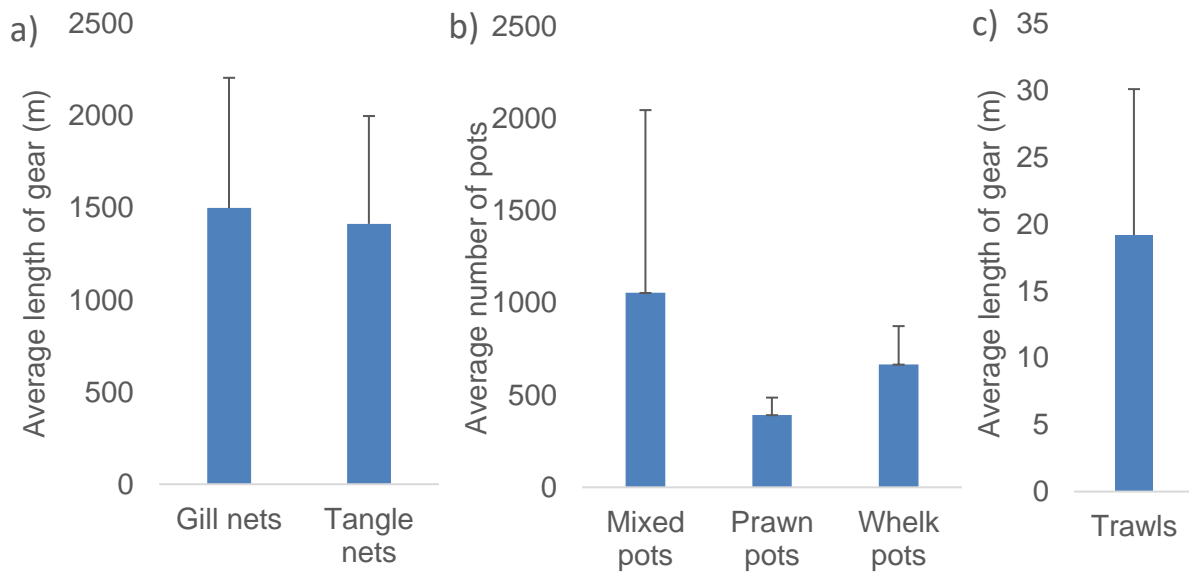 a)
Average length of gear (m)
2500
2000
1500
1000
500
0
Gill nets
Tangle
nets
b)
Average number of pots
2500
2000
1500
1000
500
0
Mixed
pots
Prawn
pots
Whelk
pots
c)
Average length of gear (m)
35
30
25
20
15
10
5
0
Trawls